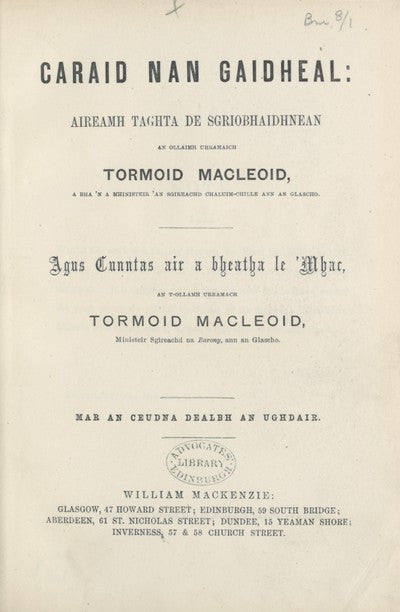 Bm. 8/1
CARAID NAN GAIDHEAL:
AIREAMH TAGHTA DE SGRIOBHAIDHNEAN
AN OLLAIMH URRAMAICH
TORMOID MACLEOID,
A BHA 'N A MHINISTEIR 'AN SGIREACHD CHALUIM-CHILLE ANN AN GLASCHO.
Agus Cunntas air a bheatha le 'Mhac,
AN T-OLLAMH URRAMACH
TORMOID MACLEOID,
Ministeir Sgireachd na Barony, ann an Glascho.
MAR AN CEUDNA DEALBH AN UGHDAIR.
ADVOCATES'
LIBRARY
EDINBURGH
WILLIAM MACKENZIE:
GLASGOW, 47 HOWARD STREET; EDINBURGH, 59 SOUTH BRIDGE;
ABERDEEN, 61 ST. NICHOLAS STREET; DUNDEE, 15 YEAMAN SHORE;
INVERNESS, 57 & 58 CHURCH STREET.